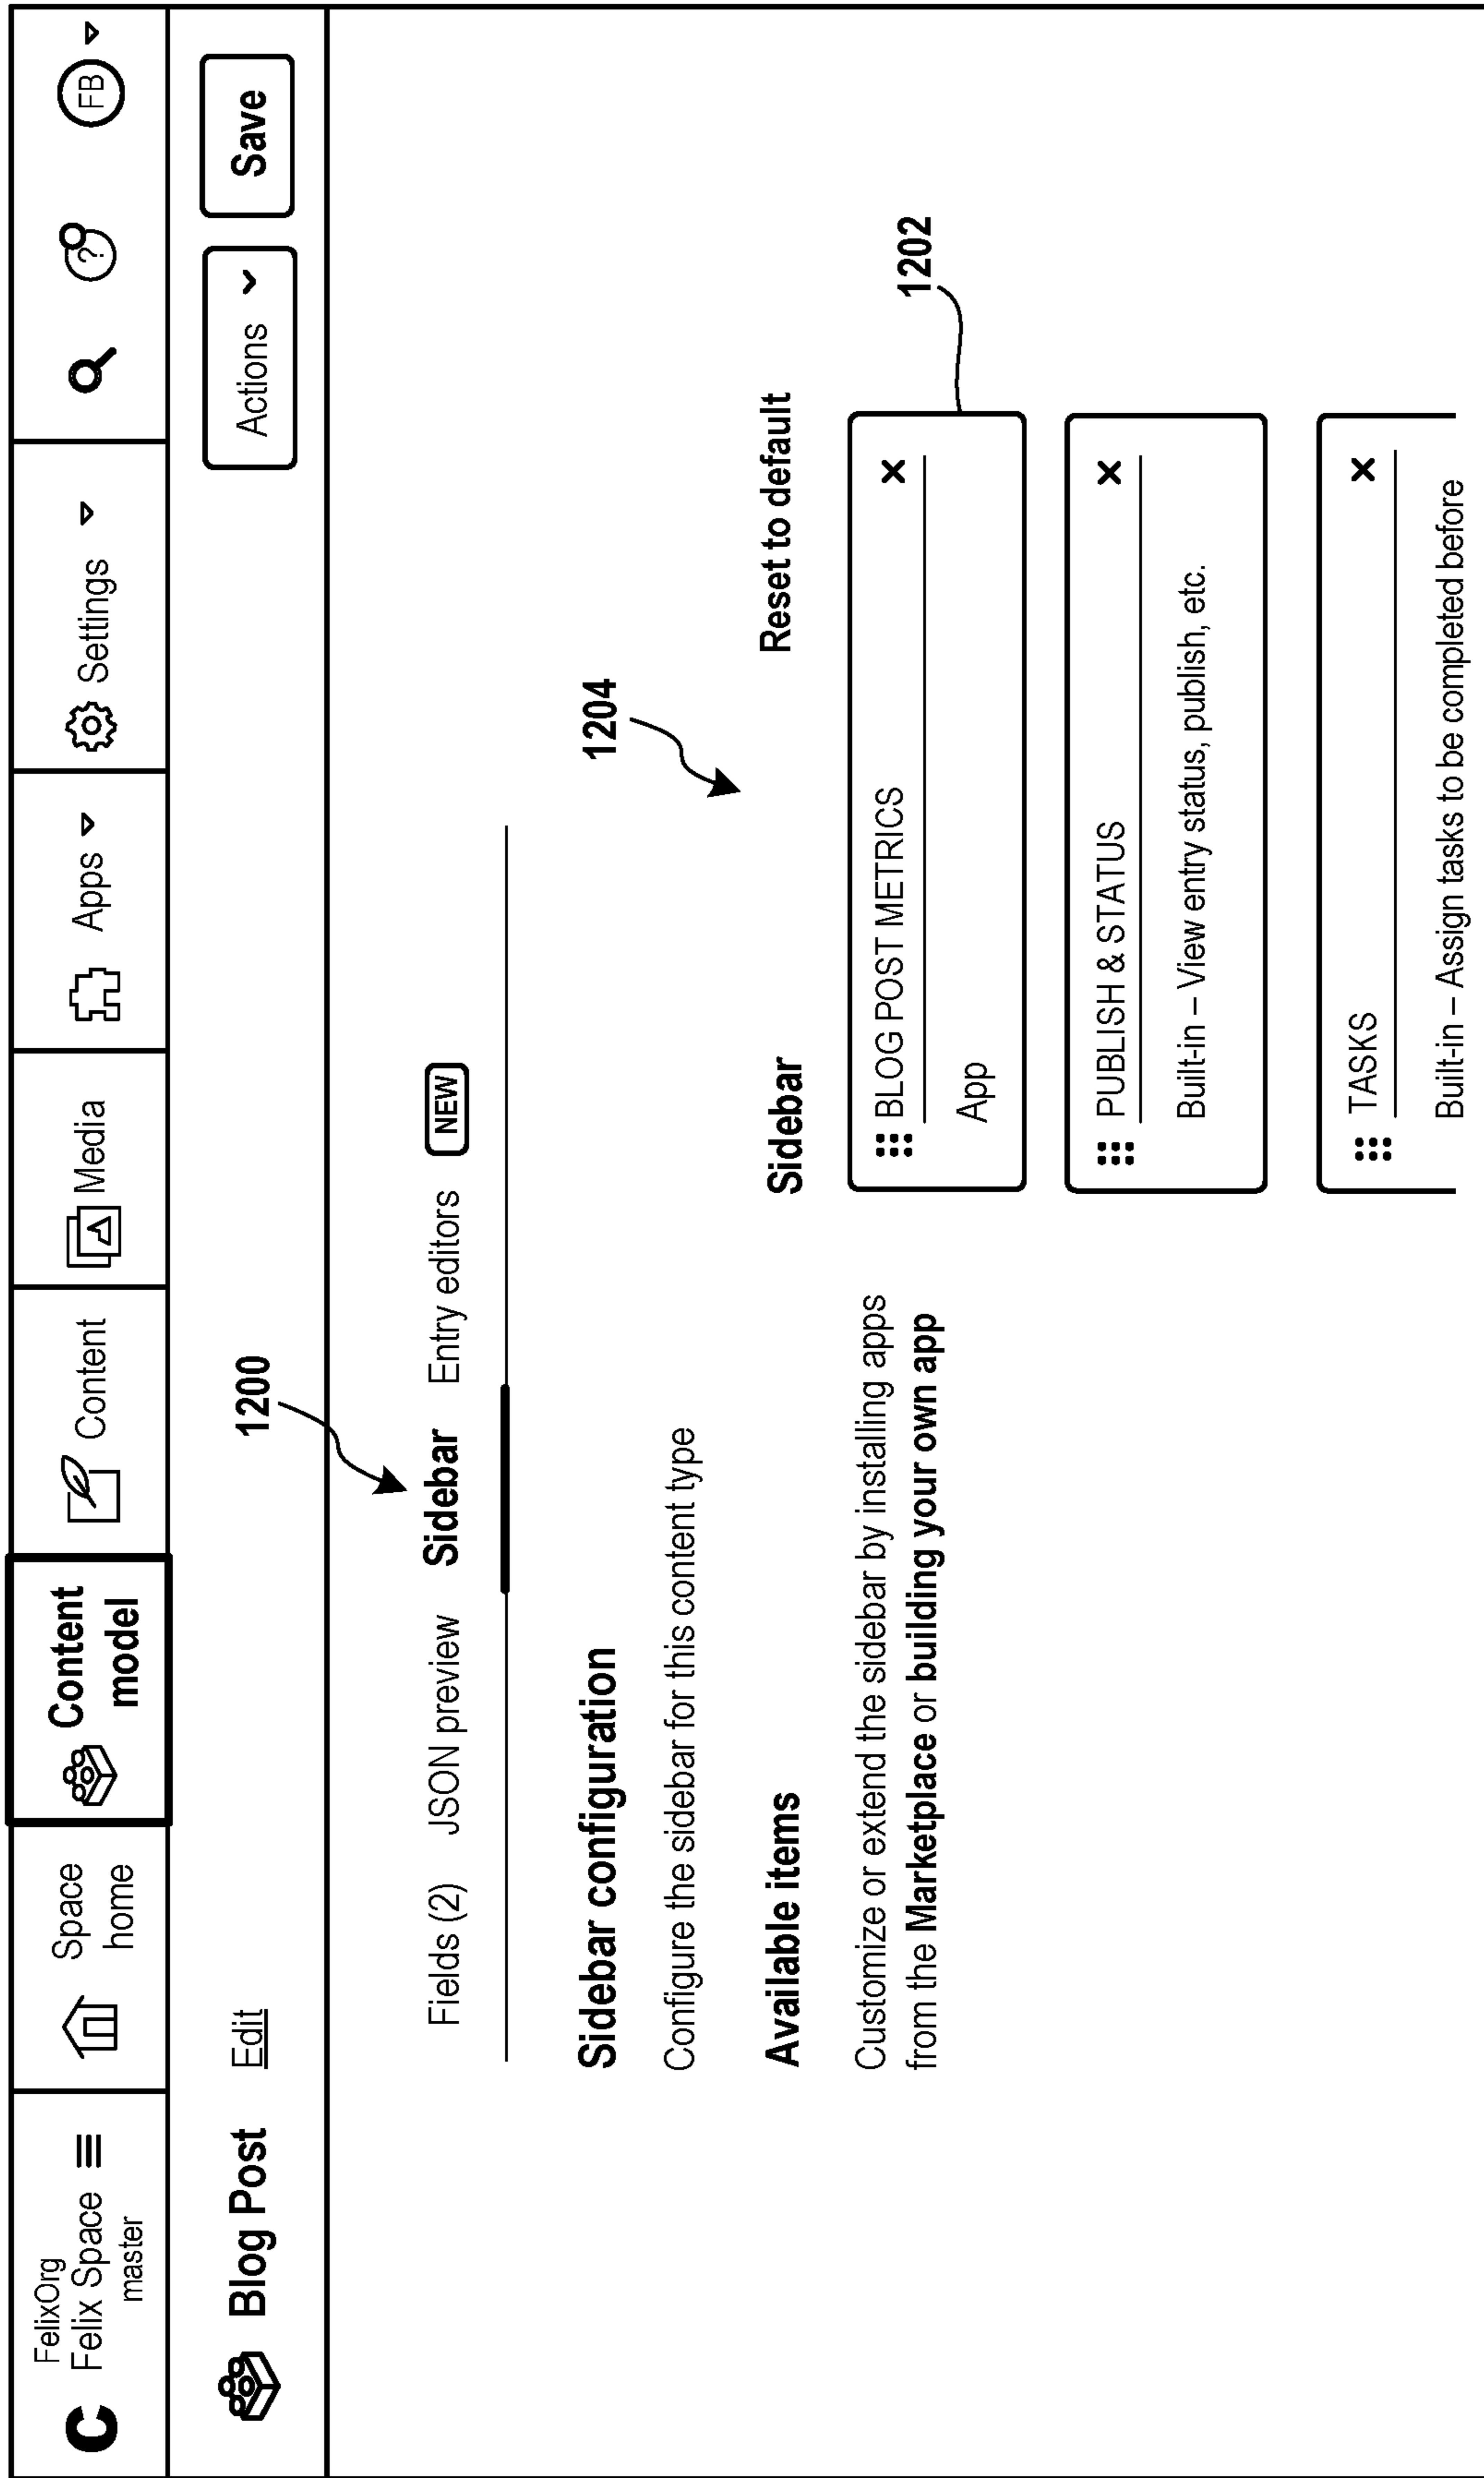 FelixOrg
Felix Space
master
Space
home
Content
model
Content
Media
Apps
Settings
?
FB
Blog Post Edit
Actions
Save
1200
Fields (2) JSON preview Sidebar Entry editors NEW
Sidebar configuration
1204
Configure the sidebar for this content type
Available items
Customize or extend the sidebar by installing apps
from the Marketplace or building your own app
Sidebar Reset to default
BLOG POST METRICS X
App
1202
PUBLISH & STATUS X
Built-in – View entry status, publish, etc.
TASKS X
Built-in – Assign tasks to be completed before